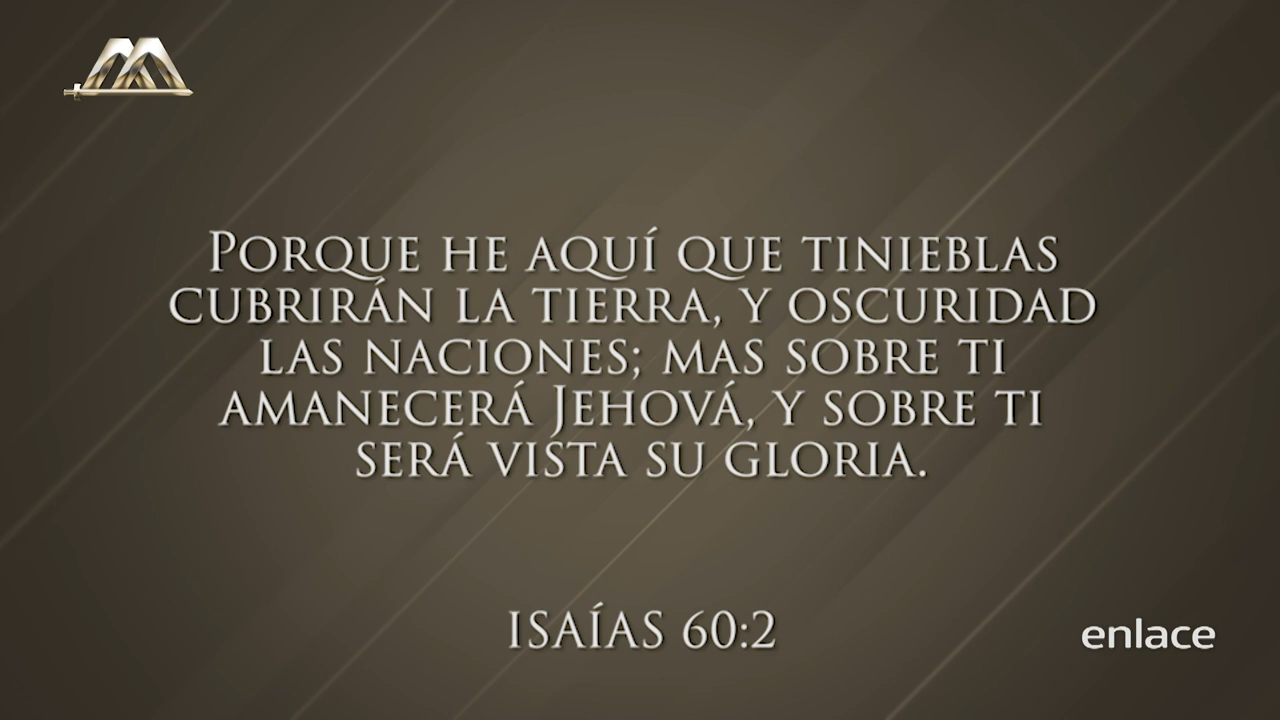 Porque he aquí que tinieblas
cubrirán la tierra, y oscuridad
las naciones; mas sobre ti
amanecerá Jehová, y sobre ti
será vista su gloria.
ISAÍAS 60:2
enlace